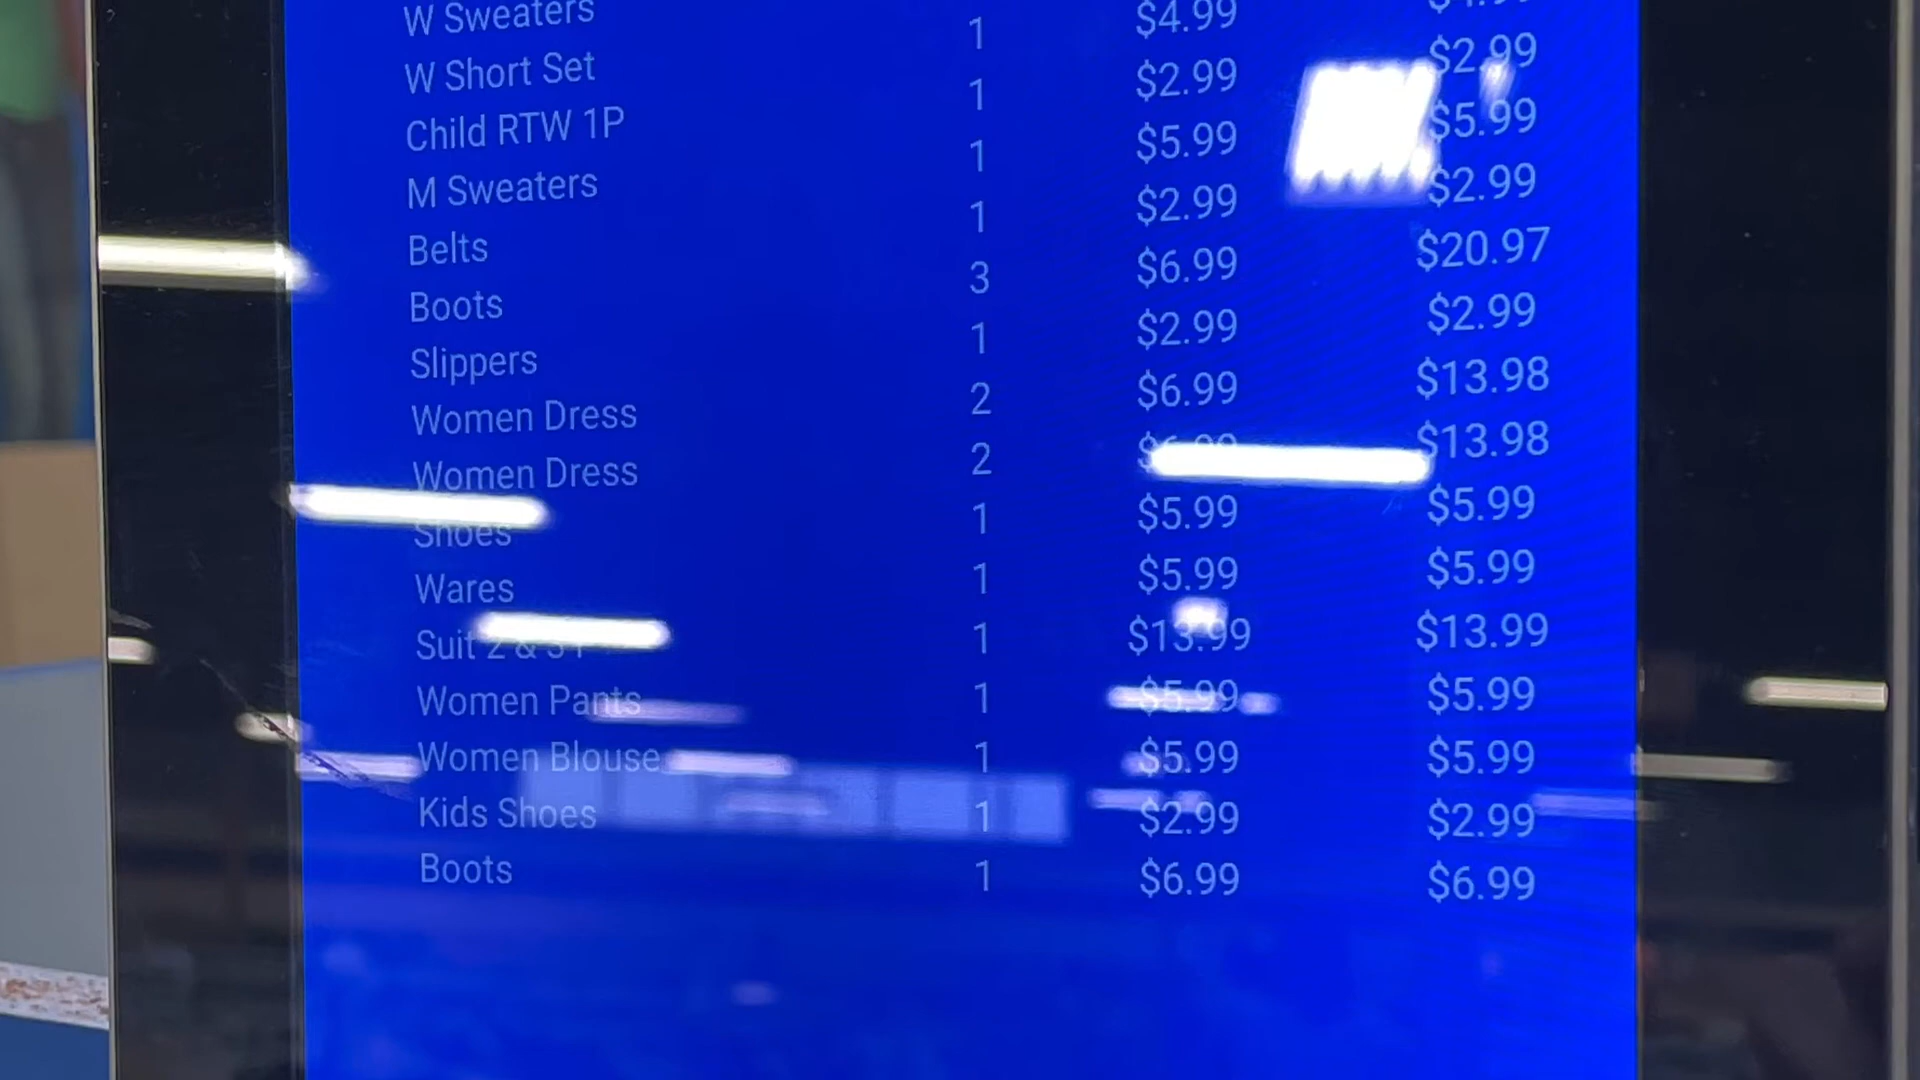 W Sweaters
W Short Set 1 $4.99 $4.99
Child RTW 1P 1 $2.99 $2.99
M Sweaters 1 $5.99 $5.99
Belts 1 $2.99 $2.99
Boots 3 $6.99 $20.97
Slippers 1 $2.99 $2.99
Women Dress 2 $6.99 $13.98
Women Dress 2 $6.99 $13.98
Shoes 1 $5.99 $5.99
Wares 1 $5.99 $5.99
Suit 2 & 1 $13.99 $13.99
Women Pants 1 $5.99 $5.99
Women Blouse 1 $5.99 $5.99
Kids Shoes 1 $2.99 $2.99
Boots 1 $6.99 $6.99